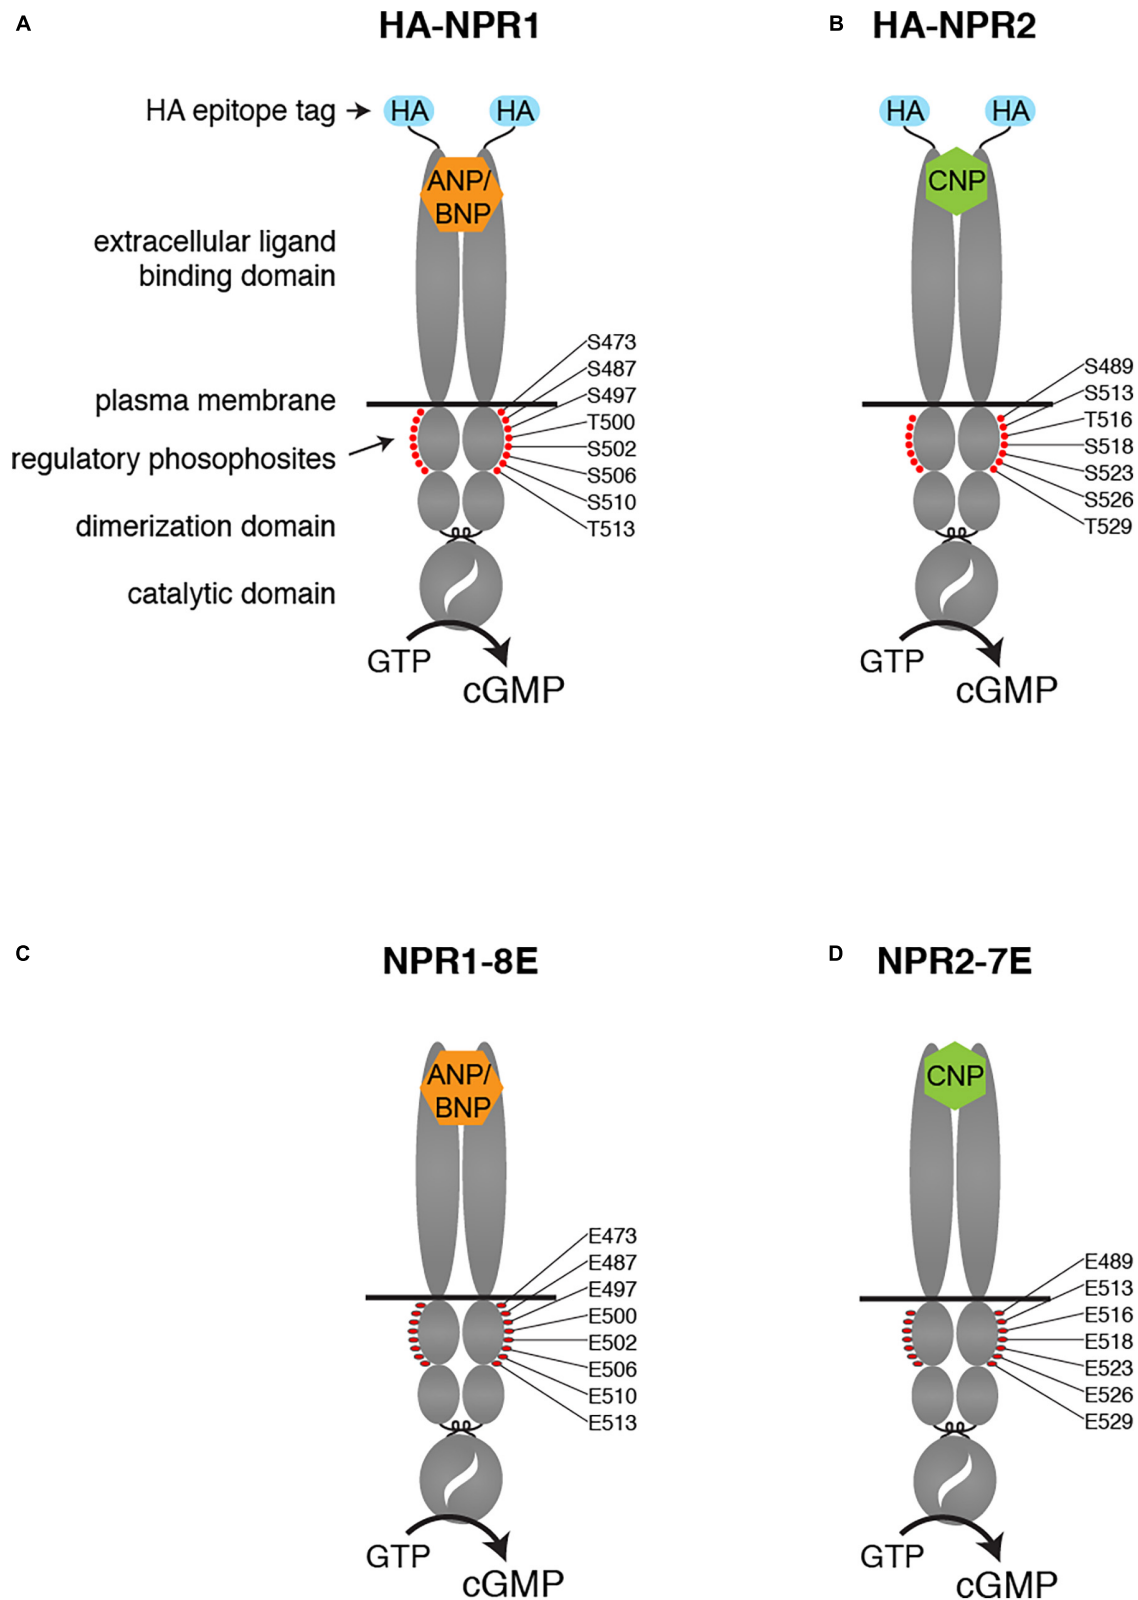 A
HA-NPR1
HA epitope tag
HA
HA
ANP/
BNP
extracellular ligand
binding domain
S473
S487
S497
T500
S502
S506
S510
T513
plasma membrane
regulatory phosophosites
dimerization domain
catalytic domain
GTP
cGMP
B
HA-NPR2
HA
HA
CNP
S489
S513
T516
S518
S523
S526
T529
GTP
cGMP
C
NPR1-8E
ANP/
BNP
E473
E487
E497
E500
E502
E506
E510
E513
GTP
cGMP
D
NPR2-7E
CNP
E489
E513
E516
E518
E523
E526
E529
GTP
cGMP